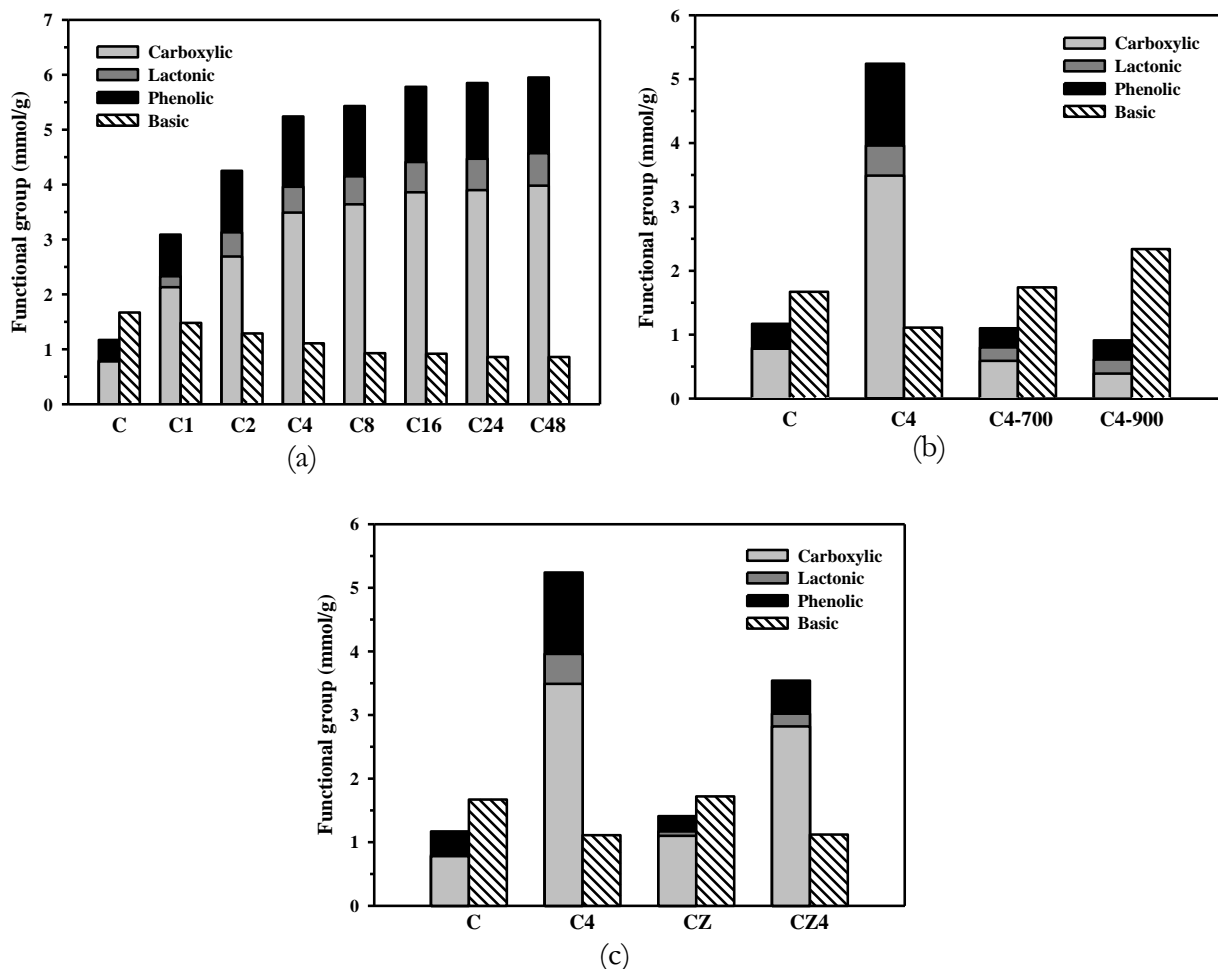 7
6
5
4
3
2
1
0
Functional group (mmol/g)
Carboxylic
Lactonic
Phenolic
Basic
C C1 C2 C4 C8 C16 C24 C48
(a)
6
5
4
3
2
1
0
Functional group (mmol/g)
Carboxylic
Lactonic
Phenolic
Basic
C C4 C4-700 C4-900
(b)
6
5
4
3
2
1
0
Functional group (mmol/g)
Carboxylic
Lactonic
Phenolic
Basic
C C4 CZ CZ4
(c)